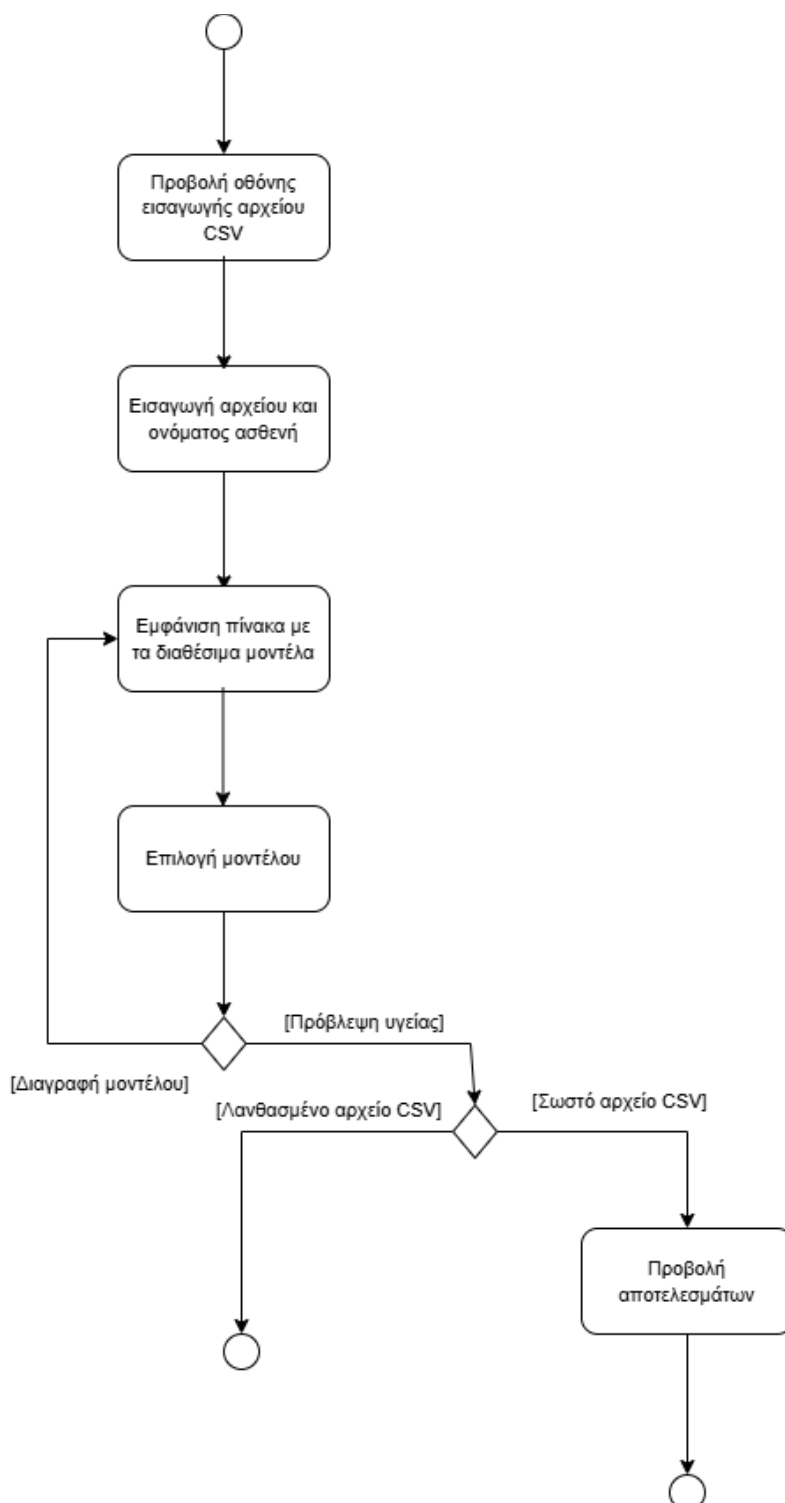 Προβολή οθόνης
εισαγωγής αρχείου
CSV
Εισαγωγή αρχείου και
ονόματος ασθενή
Εμφάνιση πίνακα με
τα διαθέσιμα μοντέλα
Επιλογή μοντέλου
[Πρόβλεψη υγείας]
[Διαγραφή μοντέλου]
[Λανθασμένο αρχείο CSV]
[Σωστό αρχείο CSV]
Προβολή
αποτελεσμάτων